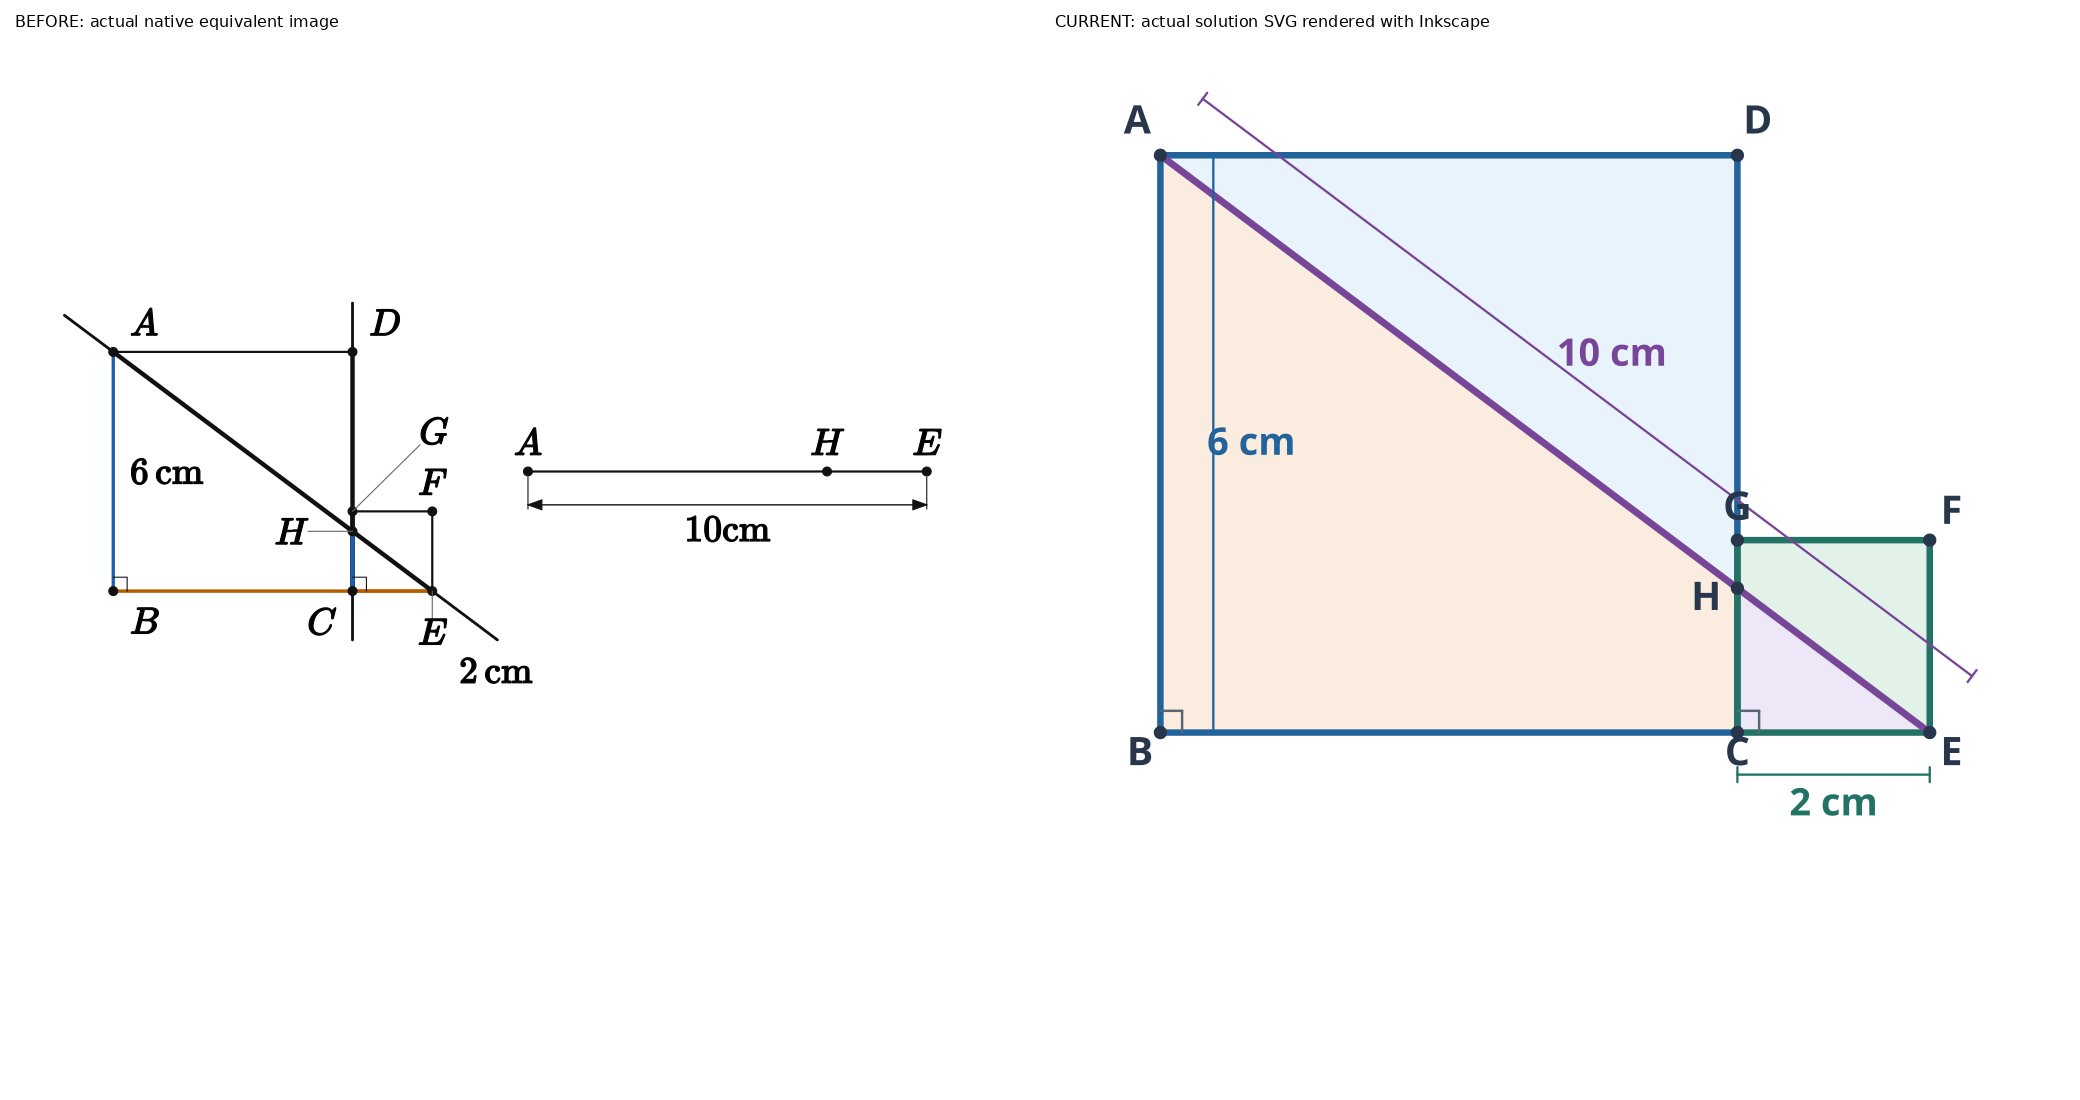 BEFORE: actual native equivalent image
A
D
G
F
6 cm
H
B
C
E
2 cm
A
H
E
10cm
CURRENT: actual solution SVG rendered with Inkscape
A
D
10 cm
6 cm
G
F
H
B
C
E
2 cm